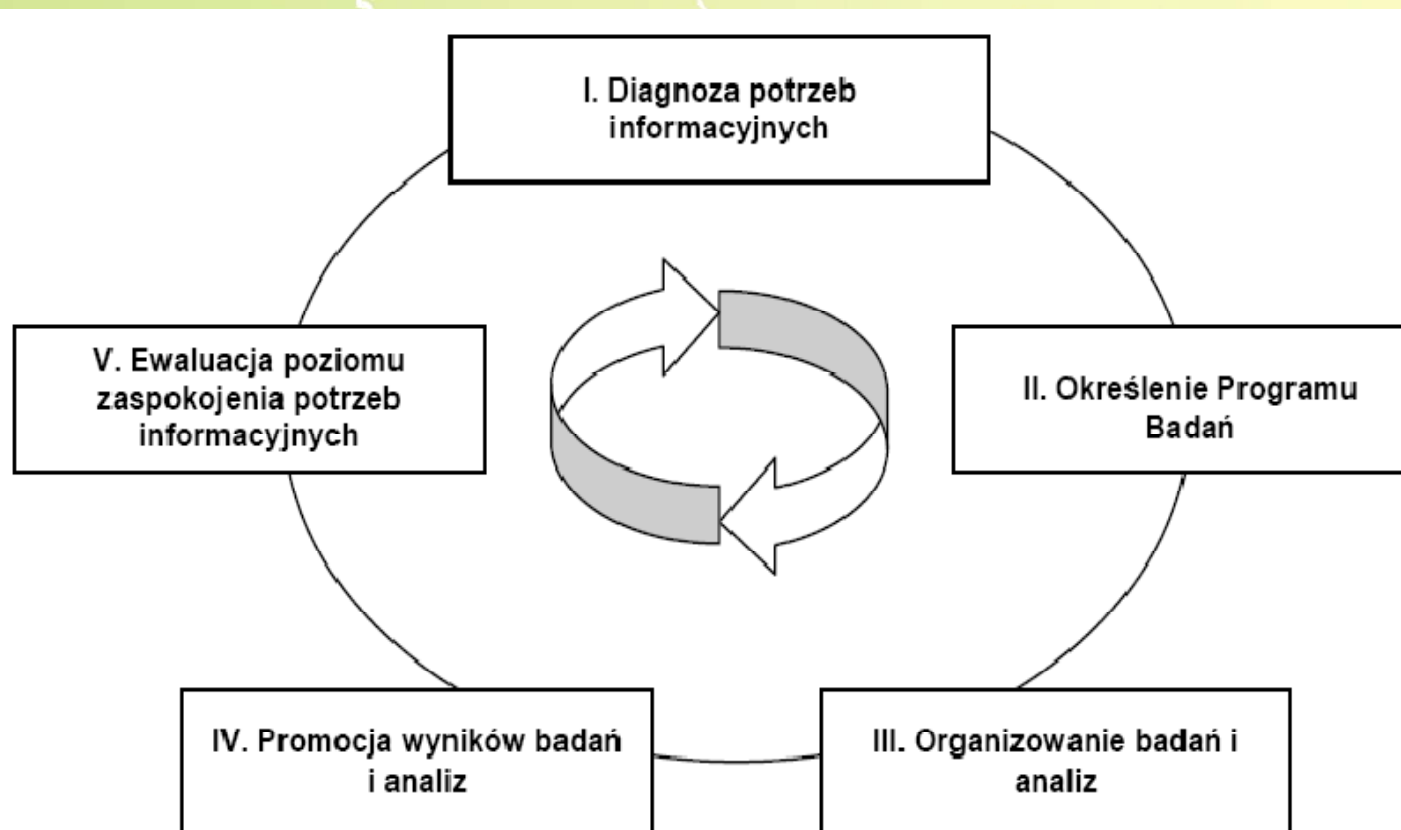 I. Diagnoza potrzeb
informacyjnych
V. Ewaluacja poziomu
zaspokojenia potrzeb
informacyjnych
II. Określenie Programu
Badań
IV. Promocja wyników badań
i analiz
III. Organizowanie badań i
analiz